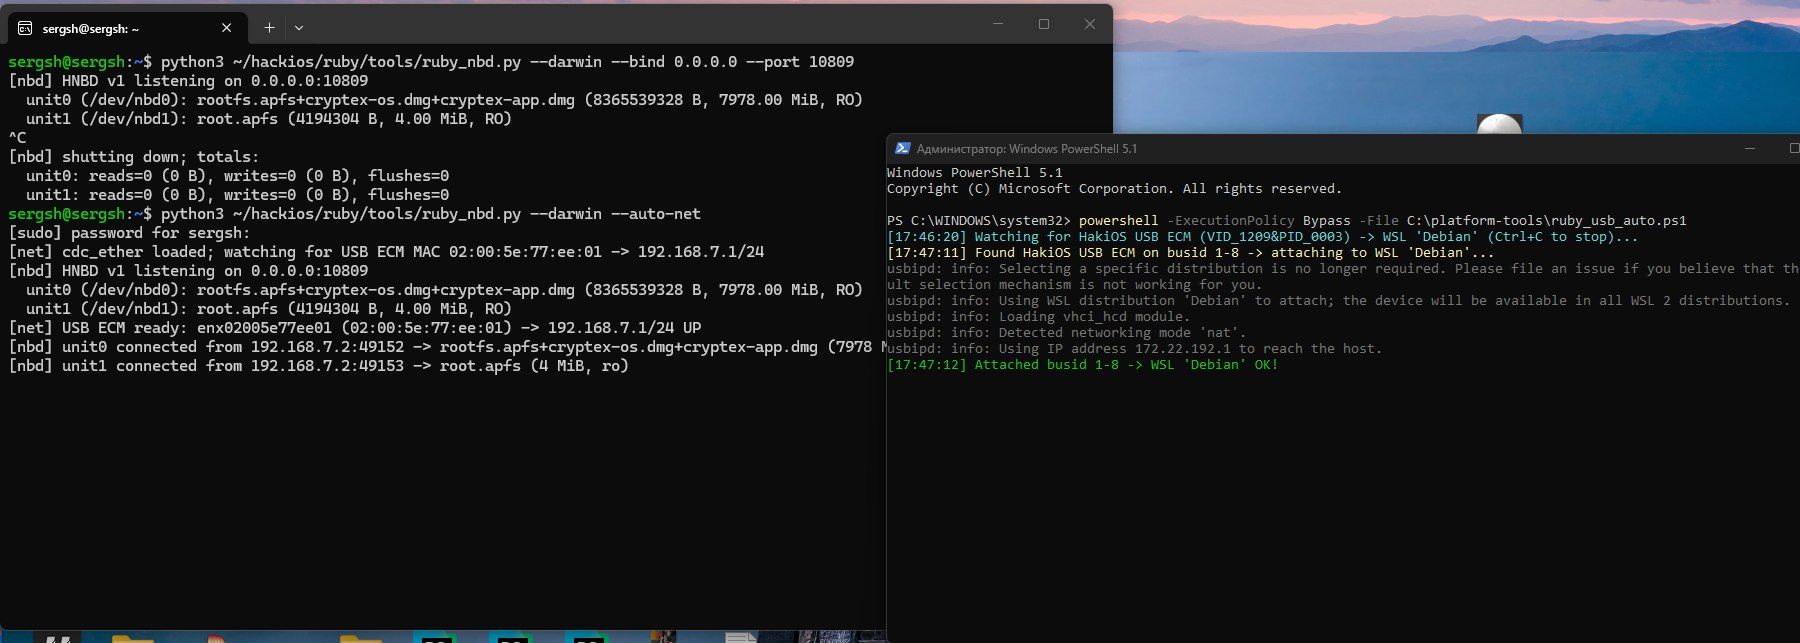 sergsh@sergsh: ~
sergsh@sergsh:~$ python3 ~/hackios/ruby/tools/ruby_nbd.py --darwin --bind 0.0.0.0 --port 10809
[nbd] HNBD v1 listening on 0.0.0.0:10809
  unit0 (/dev/nbd0): rootfs.apfs+cryptex-os.dmg+cryptex-app.dmg (8365539328 B, 7978.00 MiB, RO)
  unit1 (/dev/nbd1): root.apfs (4194304 B, 4.00 MiB, RO)
^C
[nbd] shutting down; totals:
  unit0: reads=0 (0 B), writes=0 (0 B), flushes=0
  unit1: reads=0 (0 B), writes=0 (0 B), flushes=0
sergsh@sergsh:~$ python3 ~/hackios/ruby/tools/ruby_nbd.py --darwin --auto-net
[sudo] password for sergsh:
[net] cdc_ether loaded; watching for USB ECM MAC 02:00:5e:77:ee:01 -> 192.168.7.1/24
[nbd] HNBD v1 listening on 0.0.0.0:10809
  unit0 (/dev/nbd0): rootfs.apfs+cryptex-os.dmg+cryptex-app.dmg (8365539328 B, 7978.00 MiB, RO)
  unit1 (/dev/nbd1): root.apfs (4194304 B, 4.00 MiB, RO)
[net] USB ECM ready: enx02005e77ee01 (02:00:5e:77:ee:01) -> 192.168.7.1/24 UP
[nbd] unit0 connected from 192.168.7.2:49152 -> rootfs.apfs+cryptex-os.dmg+cryptex-app.dmg (7978 M
[nbd] unit1 connected from 192.168.7.2:49153 -> root.apfs (4 MiB, ro)
Администратор: Windows PowerShell 5.1
Windows PowerShell 5.1
Copyright (C) Microsoft Corporation. All rights reserved.
PS C:\WINDOWS\system32> powershell -ExecutionPolicy Bypass -File C:\platform-tools\ruby_usb_auto.ps1
[17:46:20] Watching for HakiOS USB ECM (VID_1209&PID_0003) -> WSL 'Debian' (Ctrl+C to stop)...
[17:47:11] Found HakiOS USB ECM on busid 1-8 -> attaching to WSL 'Debian'...
usbipd: info: Selecting a specific distribution is no longer required. Please file an issue if you believe that th
ult selection mechanism is not working for you.
usbipd: info: Using WSL distribution 'Debian' to attach; the device will be available in all WSL 2 distributions.
usbipd: info: Loading vhci_hcd module.
usbipd: info: Detected networking mode 'nat'.
usbipd: info: Using IP address 172.22.192.1 to reach the host.
[17:47:12] Attached busid 1-8 -> WSL 'Debian' OK!